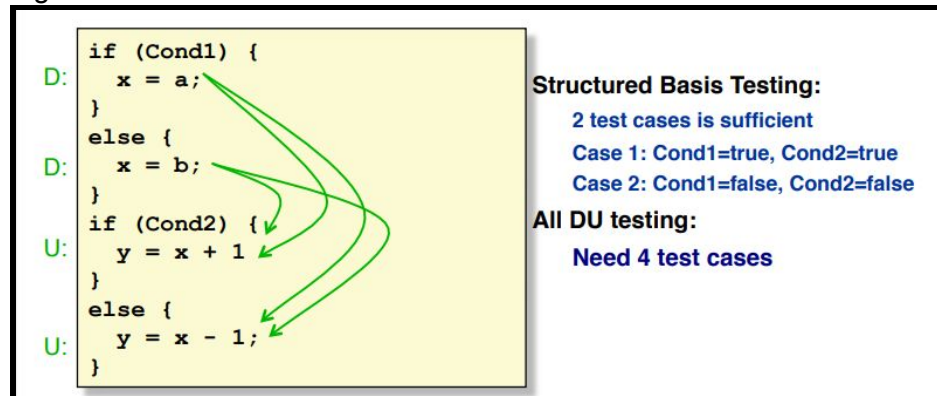 if (Cond1) {
D:
x = a;
}
else {
D:
x = b;
}
if (Cond2) {
U:
y = x + 1
}
else {
U:
y = x - 1;
}
Structured Basis Testing:
2 test cases is sufficient
Case 1: Cond1=true, Cond2=true
Case 2: Cond1=false, Cond2=false
All DU testing:
Need 4 test cases